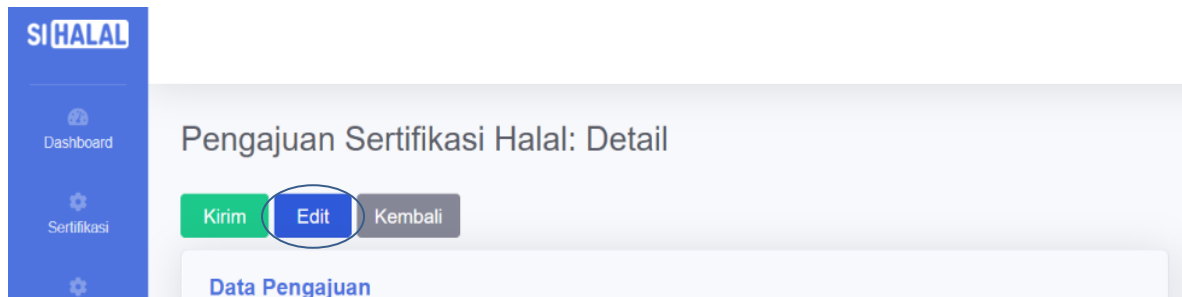 SIHALAL
Dashboard
Sertifikasi
Pengajuan Sertifikasi Halal: Detail
Kirim Edit Kembali
Data Pengajuan